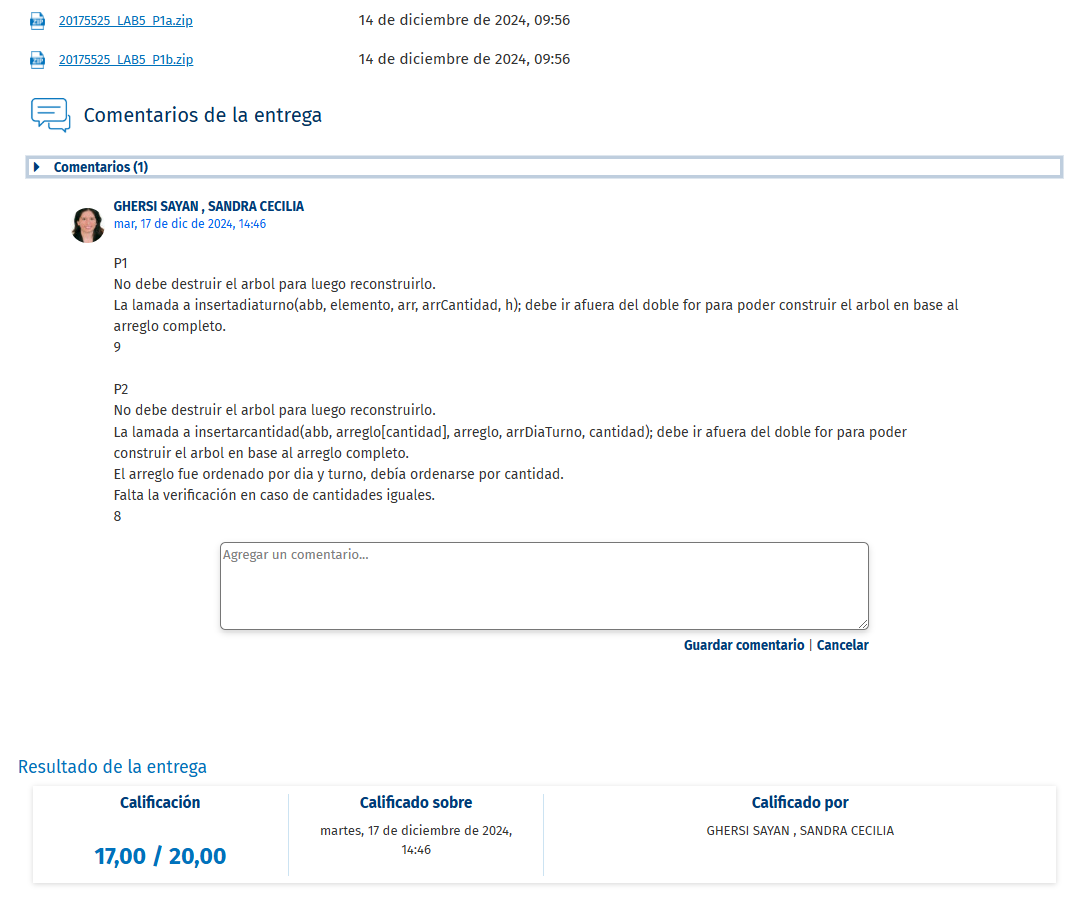 20175525_LAB5_P1a.zip 14 de diciembre de 2024, 09:56
20175525_LAB5_P1b.zip 14 de diciembre de 2024, 09:56
Comentarios de la entrega
Comentarios (1)
GHERSI SAYAN , SANDRA CECILIA
mar, 17 de dic de 2024, 14:46
P1
No debe destruir el arbol para luego reconstruirlo.
La lamada a insertadiaturno(abb, elemento, arr, arrCantidad, h); debe ir afuera del doble for para poder construir el arbol en base al
arreglo completo.
9
P2
No debe destruir el arbol para luego reconstruirlo.
La lamada a insertarcantidad(abb, arreglo[cantidad], arreglo, arrDiaTurno, cantidad); debe ir afuera del doble for para poder
construir el arbol en base al arreglo completo.
El arreglo fue ordenado por dia y turno, debía ordenarse por cantidad.
Falta la verificación en caso de cantidades iguales.
8
Agregar un comentario...
Guardar comentario | Cancelar
Resultado de la entrega
Calificación Calificado sobre Calificado por
martes, 17 de diciembre de 2024, GHERSI SAYAN , SANDRA CECILIA
14:46
17,00 / 20,00